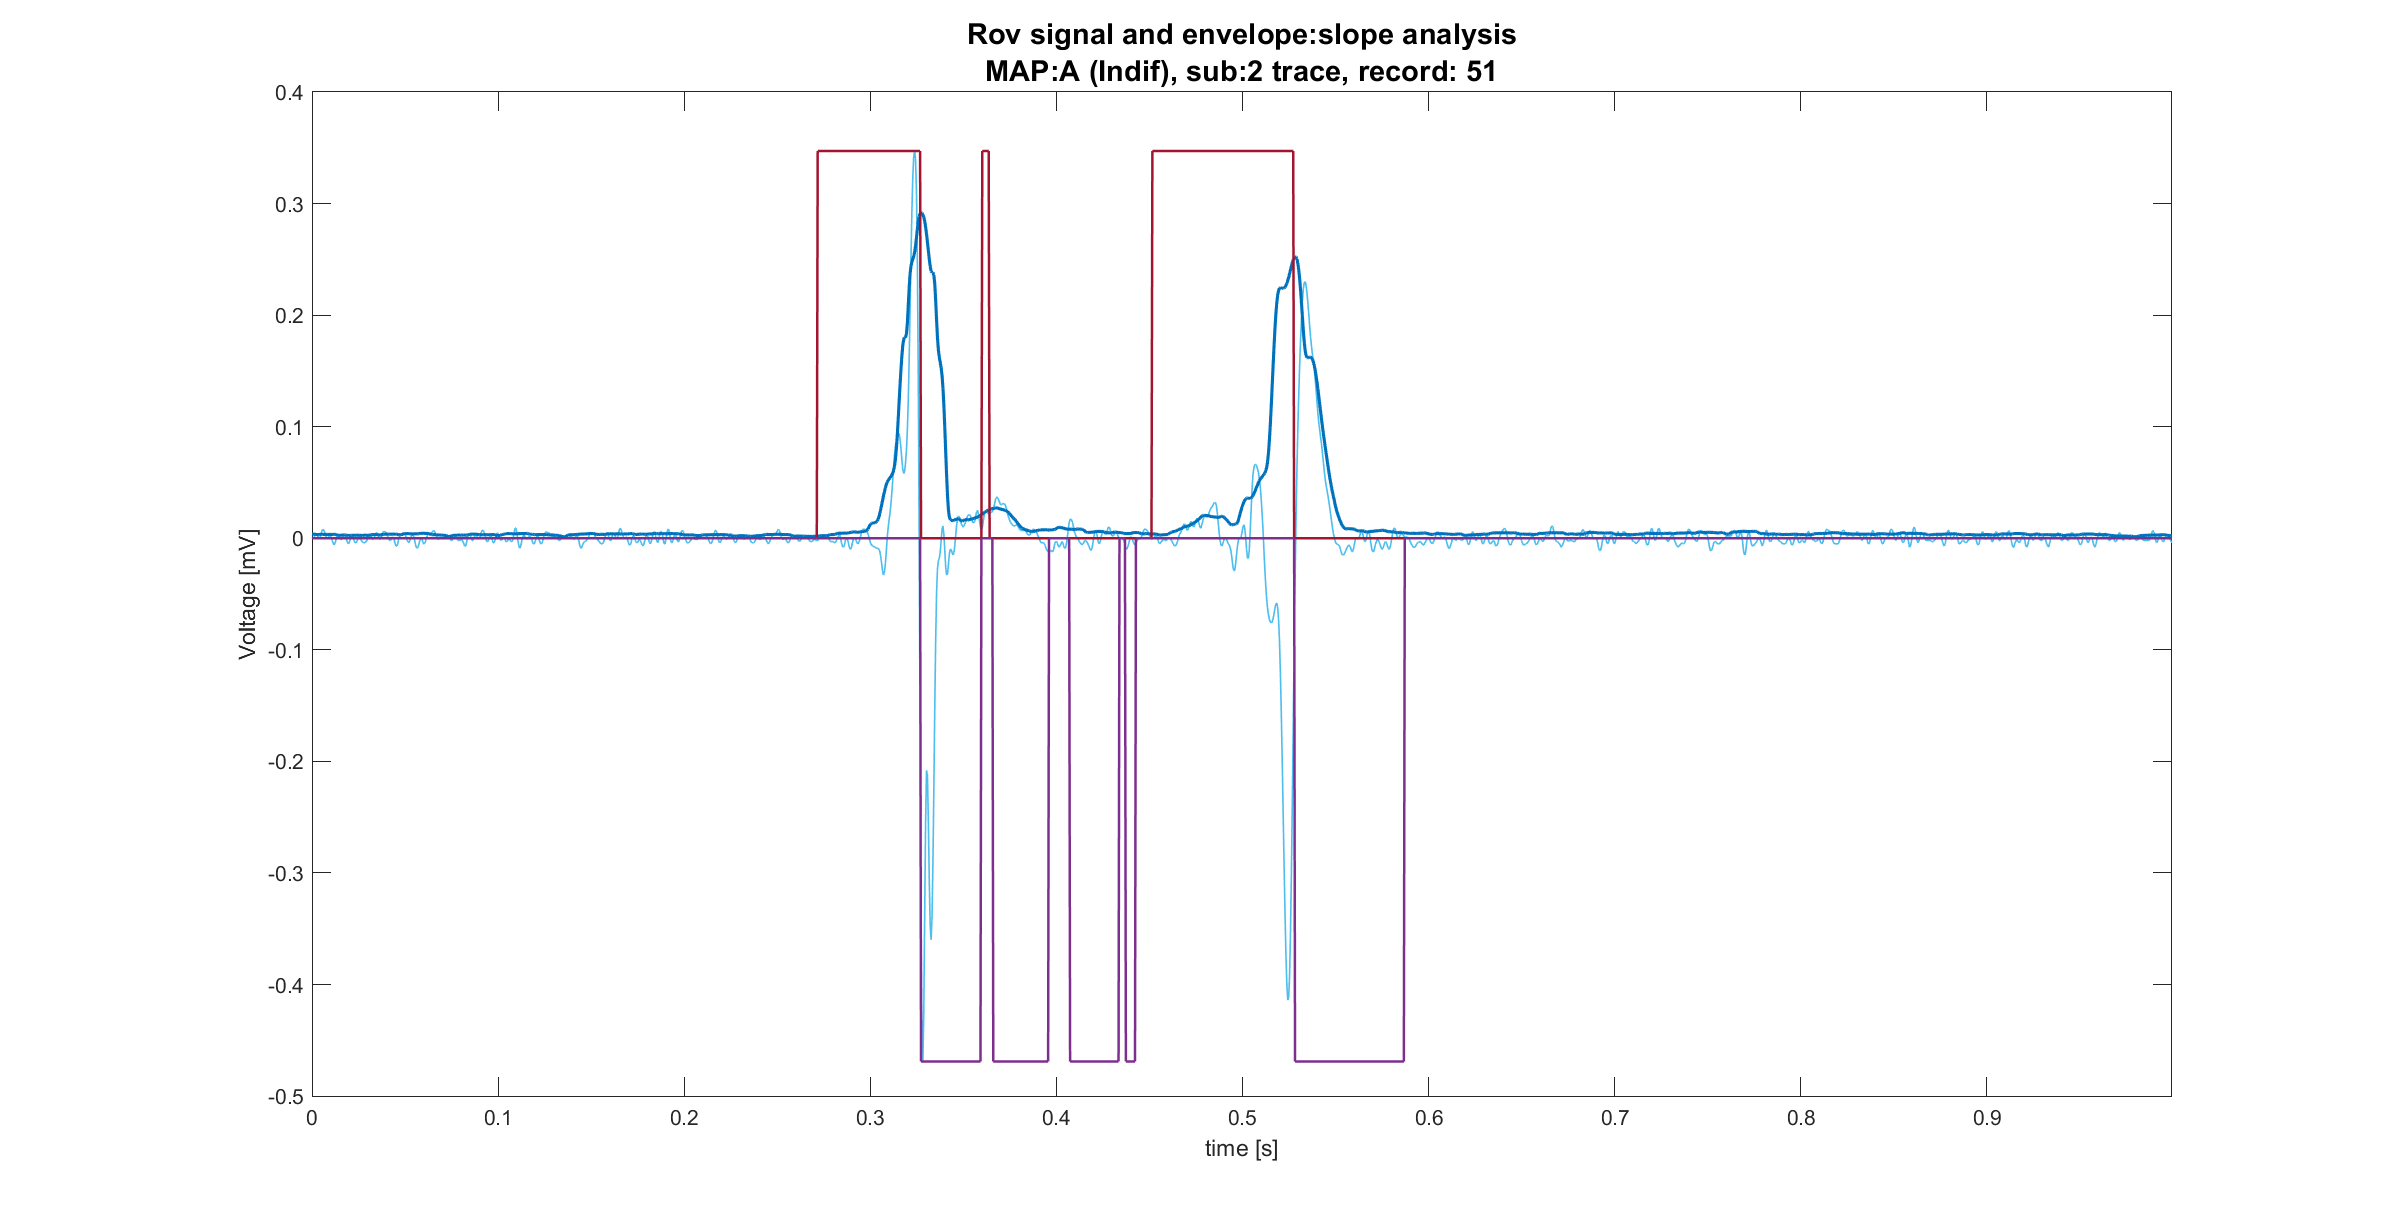 Rov signal and envelope:slope analysis
MAP:A (Indif), sub:2 trace, record: 51
0.4
0.3
0.2
0.1
0
-0.1
-0.2
-0.3
-0.4
-0.5
Voltage [mV]
0 0.1 0.2 0.3 0.4 0.5 0.6 0.7 0.8 0.9
time [s]